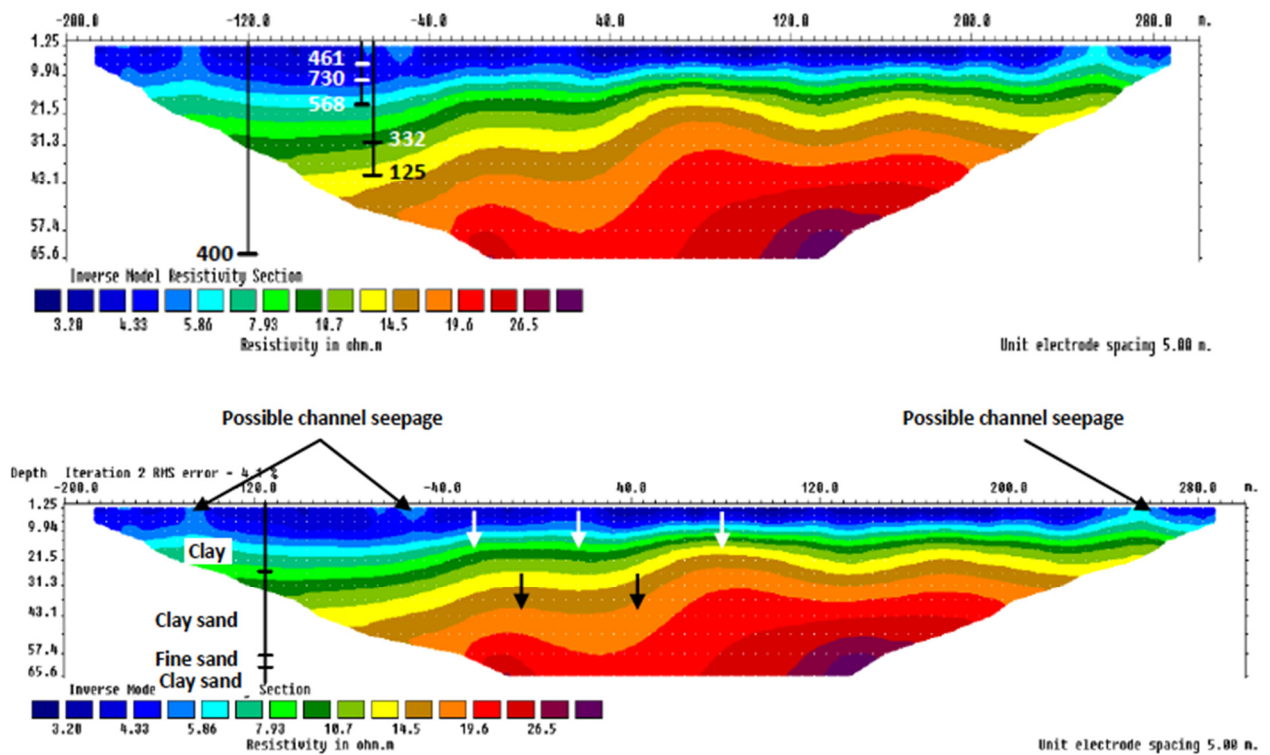 -200.0 -120.0 -40.0 40.0 120.0 200.0 280.0 m.
1.25
9.94
21.5
31.3
43.1
57.4
65.6
461
730
568
332
125
400
Inverse Model Resistivity Section
3.20 4.33 5.86 7.93 10.7 14.5 19.6 26.5
Resistivity in ohm.m
Unit electrode spacing 5.00 m.
Possible channel seepage
Possible channel seepage
Depth Iteration 2 RMS error - 4.1 %
-200.0 120.0 -40.0 40.0 120.0 200.0 280.0 m.
1.25
9.94
21.5
31.3
43.1
57.4
65.6
Clay
Clay sand
Fine sand
Clay sand
Inverse Mode Section
3.20 4.33 5.86 7.93 10.7 14.5 19.6 26.5
Resistivity in ohm.m
Unit electrode spacing 5.00 m.